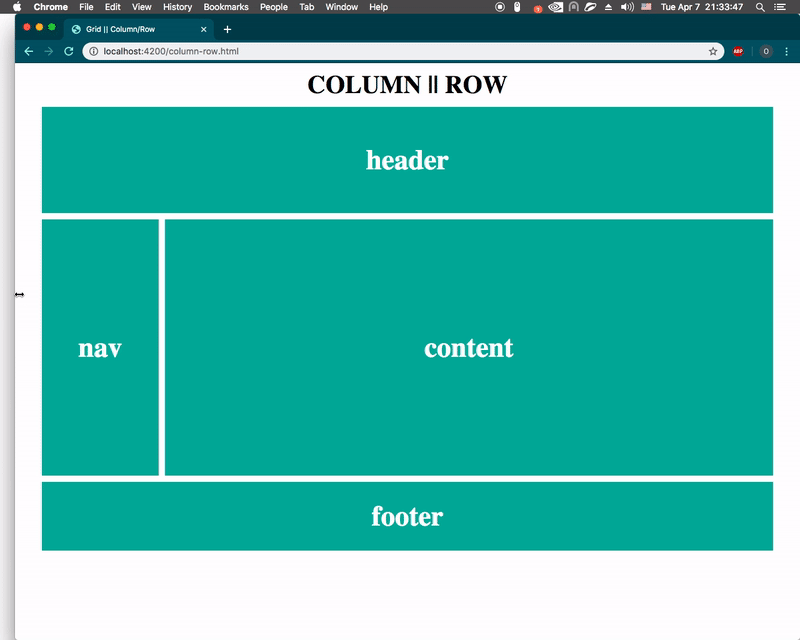 Chrome File Edit View History Bookmarks People Tab Window Help Tue Apr 7 21:33:47
Grid || Column/Row
localhost:4200/column-row.html ABP O
COLUMN || ROW
header
nav content
footer